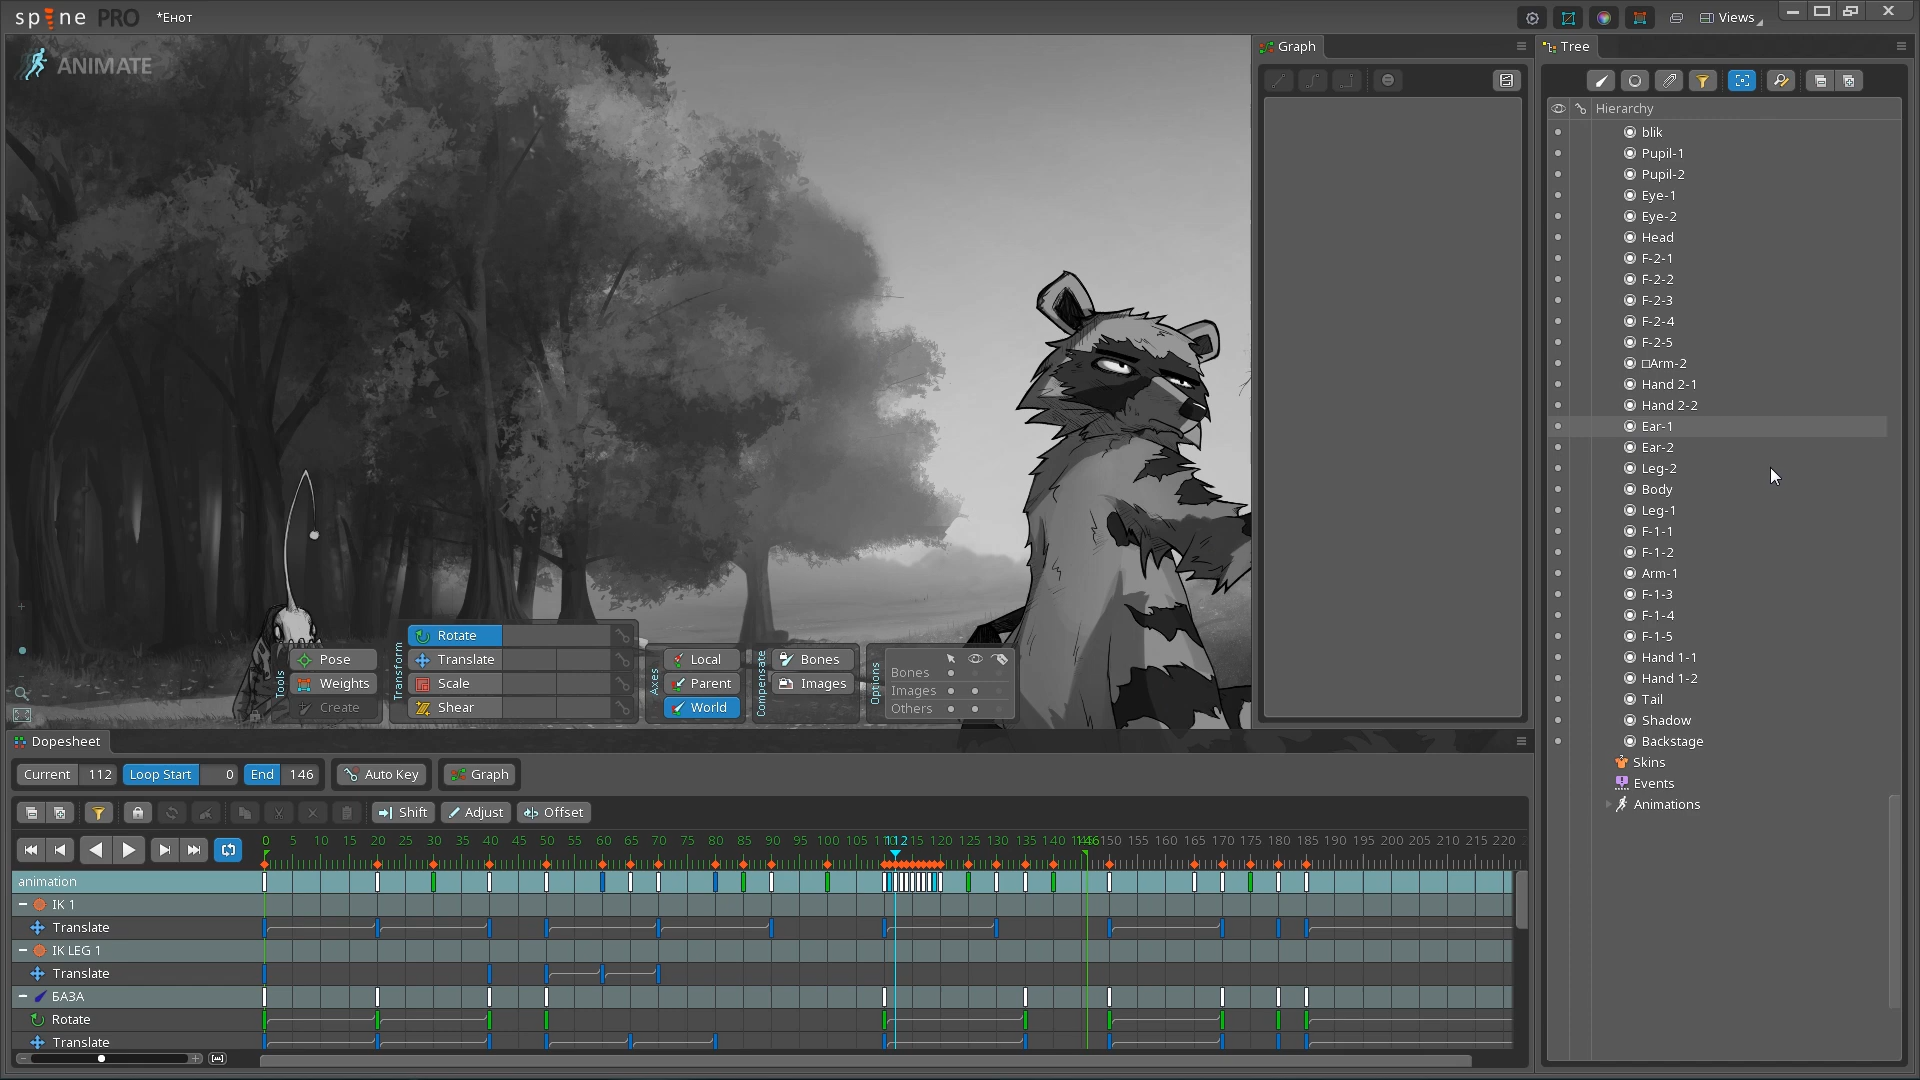 spine PRO *Енот
Views
ANIMATE
Graph
Tree
Hierarchy
blik
Pupil-1
Pupil-2
Eye-1
Eye-2
Head
F-2-1
F-2-2
F-2-3
F-2-4
F-2-5
□Arm-2
Hand 2-1
Hand 2-2
Ear-1
Ear-2
Leg-2
Body
Leg-1
F-1-1
F-1-2
Arm-1
F-1-3
F-1-4
F-1-5
Hand 1-1
Hand 1-2
Tail
Shadow
Backstage
Skins
Events
Animations
Tools
Pose
Weights
Create
Transform
Rotate
Translate
Scale
Shear
Axes
Local
Parent
World
Compensate
Bones
Images
Options
Bones
Images
Others
Dopesheet
Current 112 Loop Start 0 End 146 Auto Key Graph
Shift Adjust Offset
0 5 10 15 20 25 30 35 40 45 50 55 60 65 70 75 80 85 90 95 100 105 112 120 125 130 135 140 146 150 155 160 165 170 175 180 185 190 195 200 205 210 215 220
animation
IK 1
Translate
IK LEG 1
Translate
БАЗА
Rotate
Translate